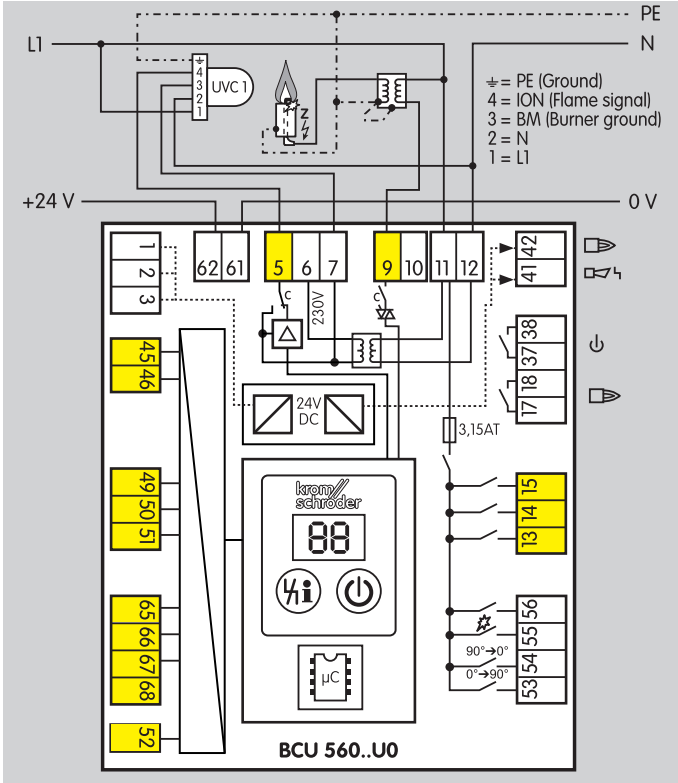 PE
L1
N
4
3
2
1
UVC 1
Z
⏚ = PE (Ground)
4 = ION (Flame signal)
3 = BM (Burner ground)
2 = N
1 = L1
+24 V
0 V
1
2
3
62 61
5 6 7
9 10
11 12
42
41
C
230V
C
38
37
18
17
45
46
24V
DC
3,15AT
49
50
51
15
14
13
krom
schröder
88
i
65
66
67
68
56
55
90°→0°
54
0°→90°
53
µC
52
BCU 560..U0